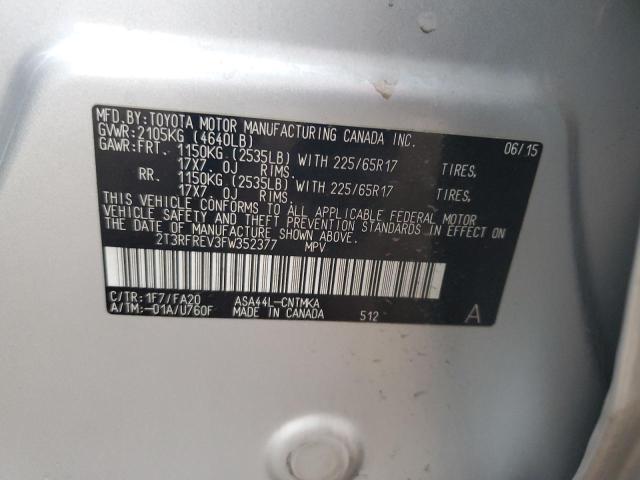 MFD.BY:TOYOTA MOTOR MANUFACTURING CANADA INC.
GVWR:2105KG (4640LB) 06/15
GAWR:FRT. 1150KG (2535LB) WITH 225/65R17 TIRES,
17X7.0J RIMS.
RR. 1150KG (2535LB) WITH 225/65R17 TIRES,
17X7.0J RIMS.
THIS VEHICLE CONFORMS TO ALL APPLICABLE FEDERAL MOTOR
VEHICLE SAFETY AND THEFT PREVENTION STANDARDS IN EFFECT ON
THE DATE OF MANUFACTURE SHOWN ABOVE.
2T3RFREV3FW352377 MPV
C/TR:1F7/FA20 ASA44L-CNTMKA
A/TM:-01A/U760F MADE IN CANADA 512 A